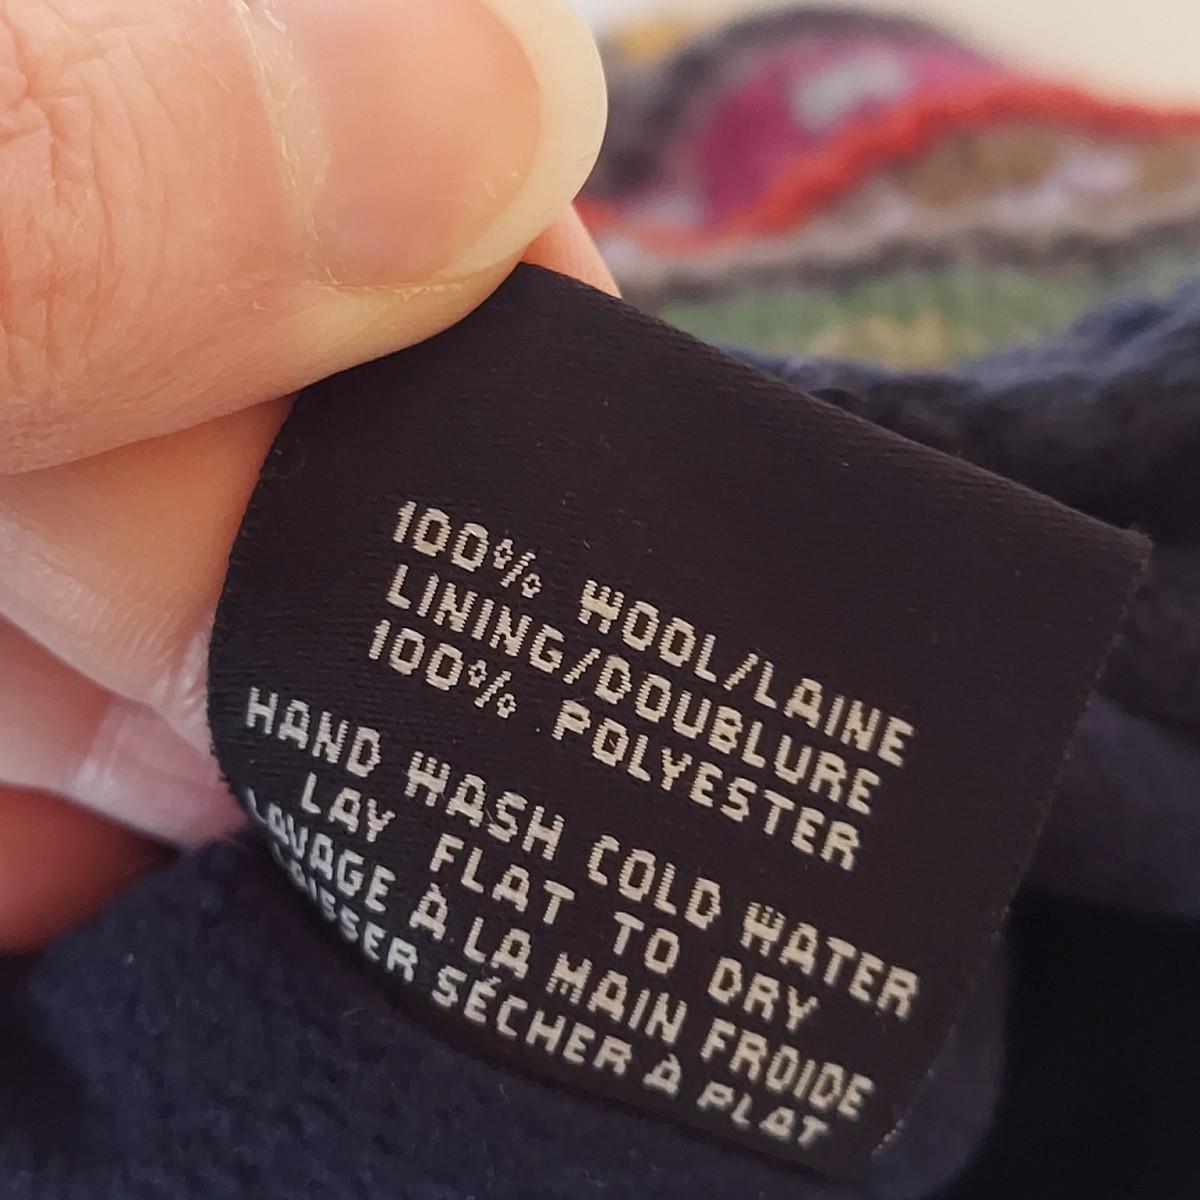 100% WOOL/LAINE
LINING/DOUBLURE
100% POLYESTER
HAND WASH COLD WATER
LAY FLAT TO DRY
LAVAGE À LA MAIN FROIDE
SÉCHER À PLAT